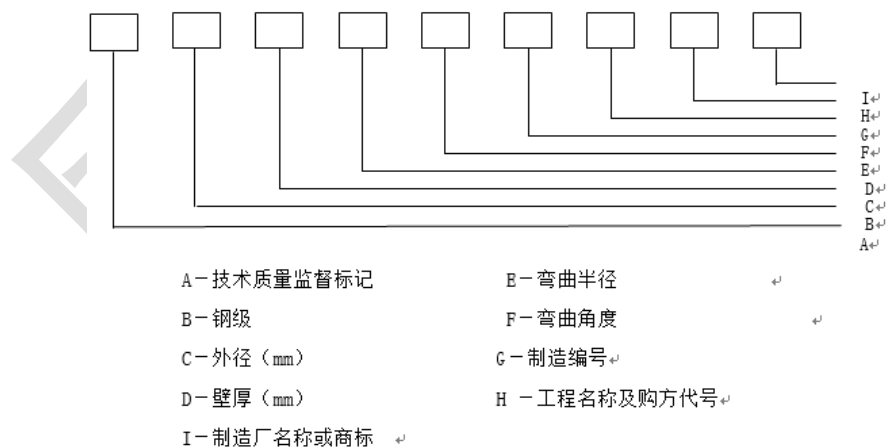 I
H
G
F
E
D
C
B
A
A－技术质量监督标记 E－弯曲半径
B－钢级 F－弯曲角度
C－外径（mm） G－制造编号
D－壁厚（mm） H －工程名称及购方代号
I－制造厂名称或商标